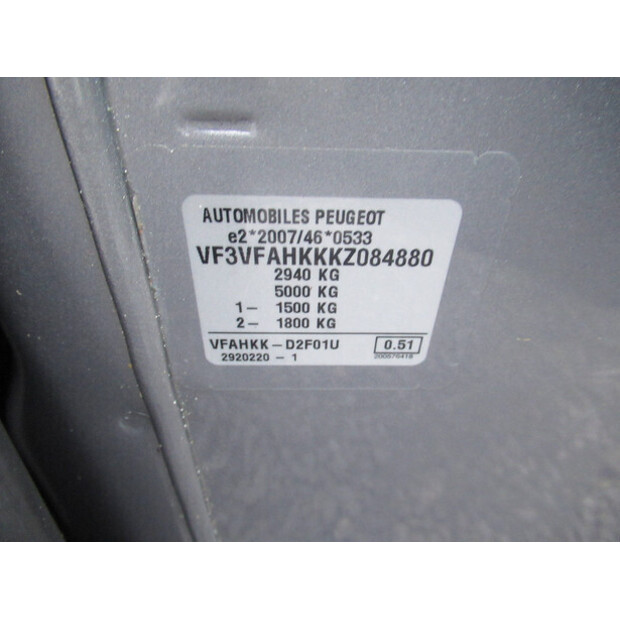 AUTOMOBILES PEUGEOT
e2*2007/46*0533
VF3VFAHKKKZ084880
2940 KG
5000 KG
1- 1500 KG
2- 1800 KG
VFAHKK-D2F01U 0.51
2920220 - 1